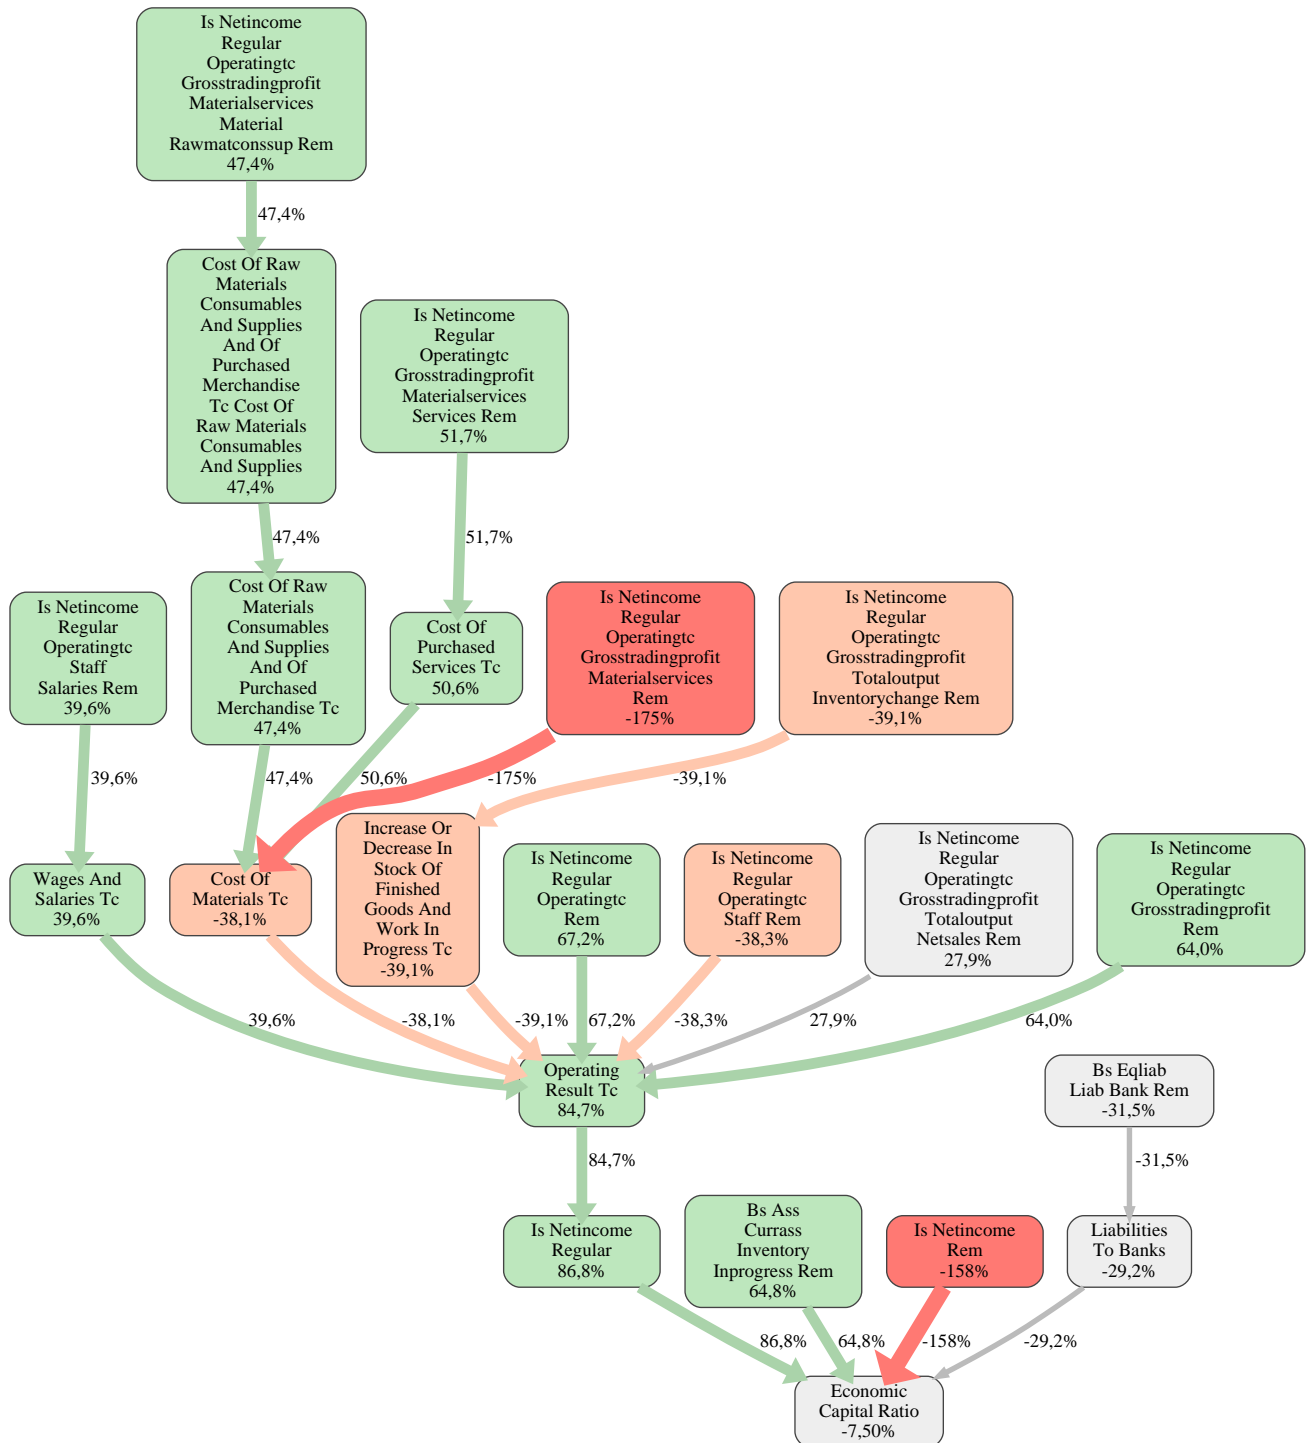 Is Netincome
Regular
Operatingtc
Grosstradingprofit
Materialservices
Material
Rawmatconssup Rem
47,4%
47,4%
Cost Of Raw
Materials
Consumables
And Supplies
And Of
Purchased
Merchandise
Tc Cost Of
Raw Materials
Consumables
And Supplies
47,4%
Is Netincome
Regular
Operatingtc
Grosstradingprofit
Materialservices
Services Rem
51,7%
47,4%
51,7%
Is Netincome
Regular
Operatingtc
Staff
Salaries Rem
39,6%
Cost Of Raw
Materials
Consumables
And Supplies
And Of
Purchased
Merchandise Tc
47,4%
Cost Of
Purchased
Services Tc
50,6%
Is Netincome
Regular
Operatingtc
Grosstradingprofit
Materialservices
Rem
-175%
Is Netincome
Regular
Operatingtc
Grosstradingprofit
Totaloutput
Inventorychange Rem
-39,1%
39,6%
47,4%
50,6%
-175%
-39,1%
Wages And
Salaries Tc
39,6%
Cost Of
Materials Tc
-38,1%
Increase Or
Decrease In
Stock Of
Finished
Goods And
Work In
Progress Tc
-39,1%
Is Netincome
Regular
Operatingtc
Rem
67,2%
Is Netincome
Regular
Operatingtc
Staff Rem
-38,3%
Is Netincome
Regular
Operatingtc
Grosstradingprofit
Totaloutput
Netsales Rem
27,9%
Is Netincome
Regular
Operatingtc
Grosstradingprofit
Rem
64,0%
39,6%
-38,1%
-39,1%
67,2%
-38,3%
27,9%
64,0%
Operating
Result Tc
84,7%
Bs Eqliab
Liab Bank Rem
-31,5%
84,7%
-31,5%
Is Netincome
Regular
86,8%
Bs Ass
Currass
Inventory
Inprogress Rem
64,8%
Is Netincome
Rem
-158%
Liabilities
To Banks
-29,2%
86,8%
64,8%
-158%
-29,2%
Economic
Capital Ratio
-7,50%